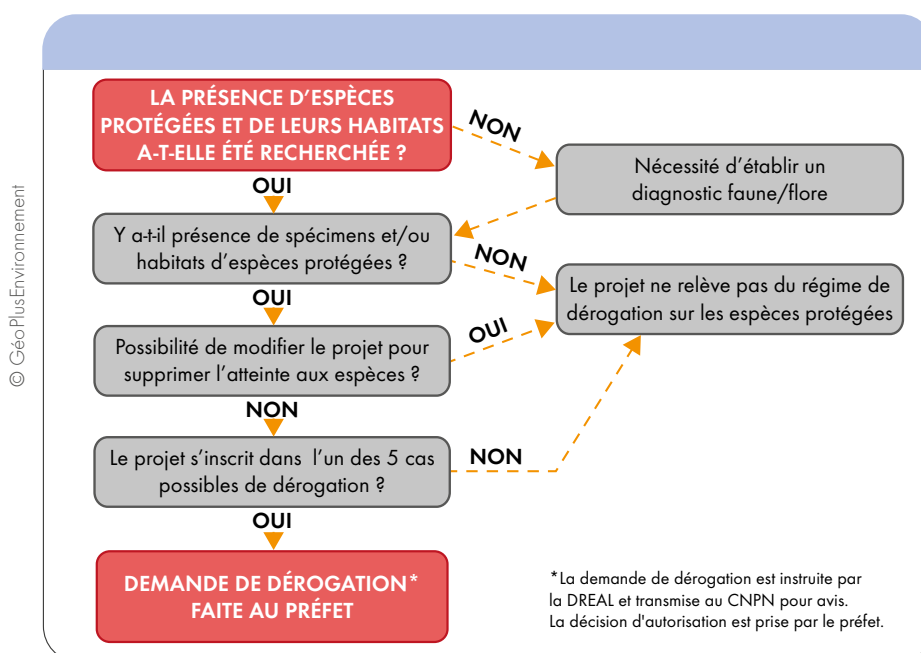 © GéoPlusEnvironnement
LA PRÉSENCE D'ESPÈCES
PROTÉGÉES ET DE LEURS HABITATS
A-T-ELLE ÉTÉ RECHERCHÉE ?
NON
Nécessité d'établir un
diagnostic faune/flore
OUI
Y a-t-il présence de spécimens et/ou
habitats d'espèces protégées ?
NON
Le projet ne relève pas du régime de
dérogation sur les espèces protégées
OUI
Possibilité de modifier le projet pour
supprimer l'atteinte aux espèces ?
OUI
NON
Le projet s'inscrit dans l'un des 5 cas
possibles de dérogation ?
NON
OUI
DEMANDE DE DÉROGATION*
FAITE AU PRÉFET
*La demande de dérogation est instruite par
la DREAL et transmise au CNPN pour avis.
La décision d'autorisation est prise par le préfet.